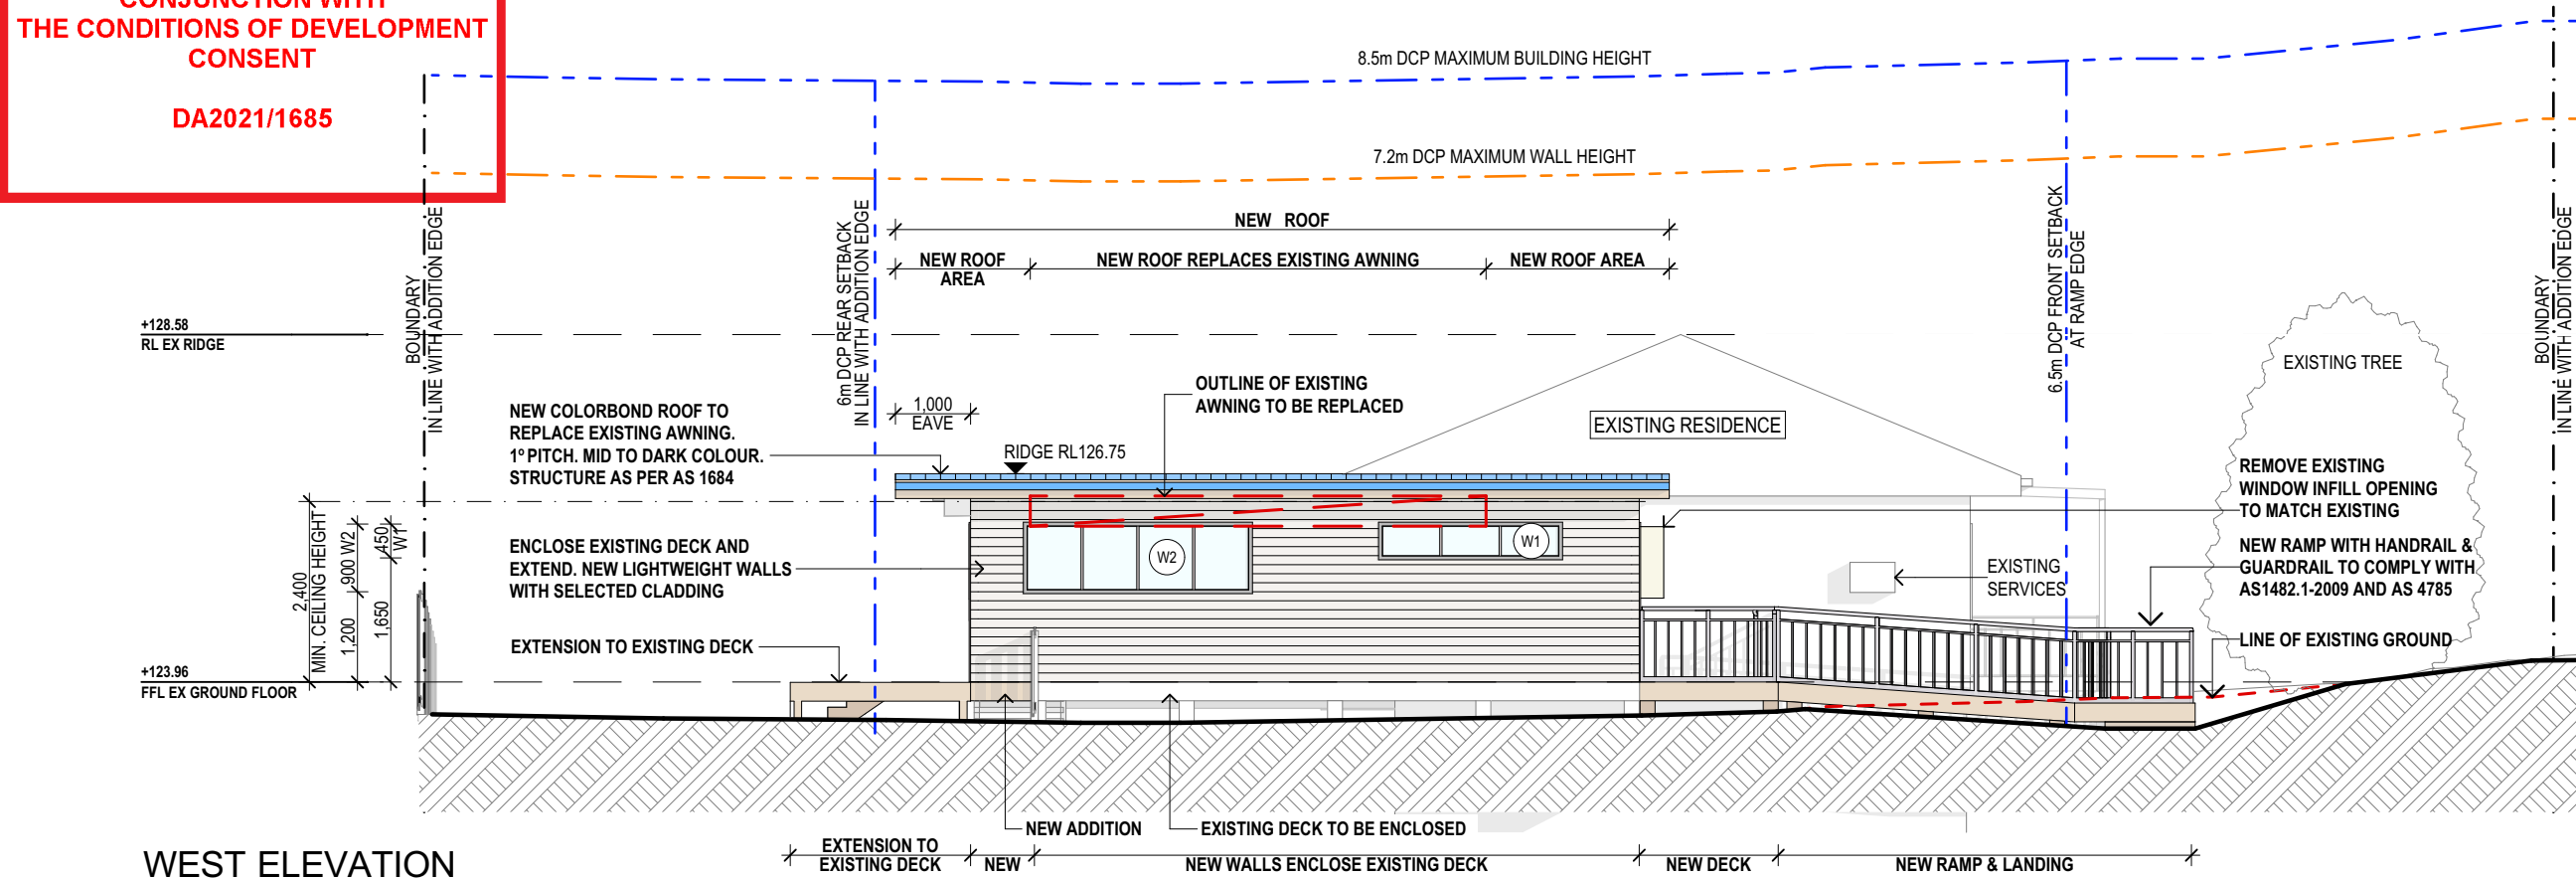 CONJUNCTION WITH
THE CONDITIONS OF DEVELOPMENT
CONSENT
DA2021/1685
8.5m DCP MAXIMUM BUILDING HEIGHT
7.2m DCP MAXIMUM WALL HEIGHT
BOUNDARY
IN LINE WITH ADDITION EDGE
6m DCP REAR SETBACK
IN LINE WITH ADDITION EDGE
NEW ROOF
NEW ROOF
AREA
NEW ROOF REPLACES EXISTING AWNING
NEW ROOF AREA
6.5m DCP FRONT SETBACK
AT RAMP EDGE
BOUNDARY
IN LINE WITH ADDITION EDGE
+128.58
RL EX RIDGE
EXISTING TREE
OUTLINE OF EXISTING
AWNING TO BE REPLACED
1,000
EAVE
EXISTING RESIDENCE
NEW COLORBOND ROOF TO
REPLACE EXISTING AWNING.
1º PITCH. MID TO DARK COLOUR.
STRUCTURE AS PER AS 1684
RIDGE RL126.75
REMOVE EXISTING
WINDOW INFILL OPENING
TO MATCH EXISTING
2,400
MIN. CEILING HEIGHT
1,200
900 W2
1,650
450
W1
ENCLOSE EXISTING DECK AND
EXTEND. NEW LIGHTWEIGHT WALLS
WITH SELECTED CLADDING
W2
W1
EXISTING
SERVICES
NEW RAMP WITH HANDRAIL &
GUARDRAIL TO COMPLY WITH
AS1482.1-2009 AND AS 4785
EXTENSION TO EXISTING DECK
LINE OF EXISTING GROUND
+123.96
FFL EX GROUND FLOOR
NEW ADDITION
EXISTING DECK TO BE ENCLOSED
WEST ELEVATION
EXTENSION TO
EXISTING DECK
NEW
NEW WALLS ENCLOSE EXISTING DECK
NEW DECK
NEW RAMP & LANDING